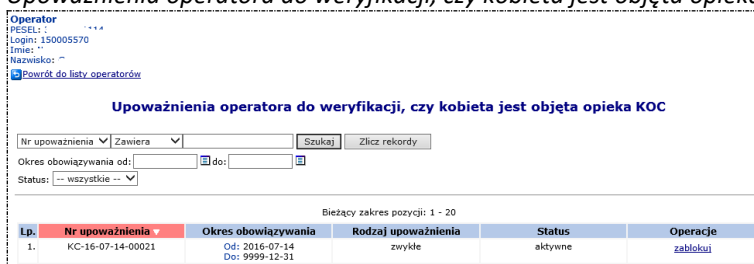 Upoważnienia operatora do weryfikacji, czy kobieta jest objęta opieka
Operator
PESEL:
Login: 150005570
Imie:
Nazwisko:
Powrót do listy operatorów
Upoważnienia operatora do weryfikacji, czy kobieta jest objęta opieka KOC
Nr upoważnienia Zawiera Szukaj Zlicz rekordy
Okres obowiązywania od: do:
Status: -- wszystkie --
Bieżący zakres pozycji: 1 - 20
Lp. Nr upoważnienia Okres obowiązywania Rodzaj upoważnienia Status Operacje
1. KC-16-07-14-00021 Od: 2016-07-14 zwykłe aktywne zablokuj
Do: 9999-12-31